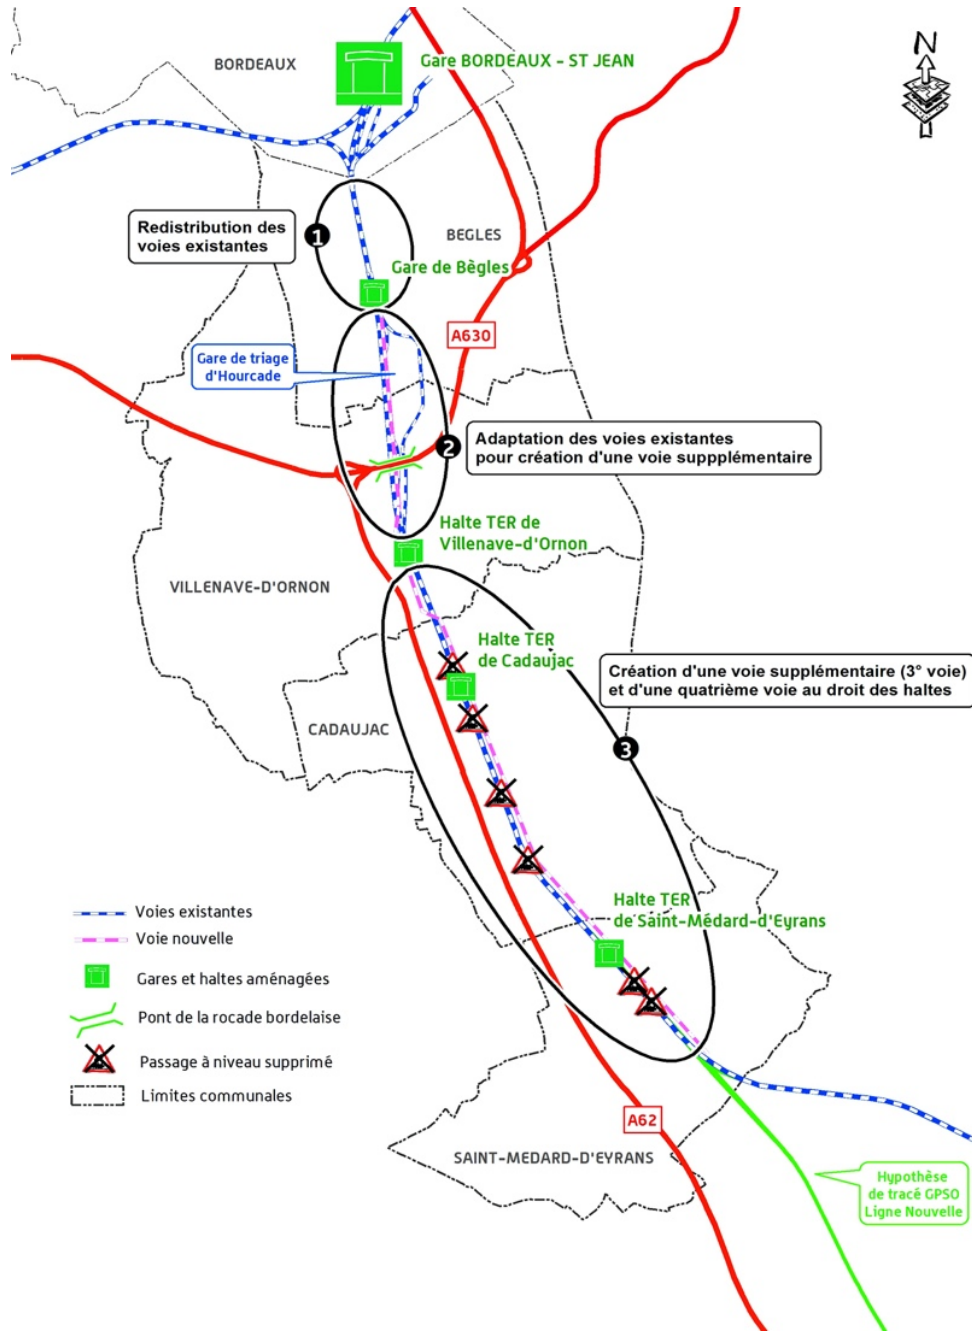 N
BORDEAUX
Gare BORDEAUX - ST JEAN
Redistribution des
voies existantes
1
BEGLES
Gare de Bègles
A630
Gare de triage
d'Hourcade
2
Adaptation des voies existantes
pour création d'une voie suppplémentaire
Halte TER de
Villenave-d'Ornon
VILLENAVE-D'ORNON
Halte TER
de Cadaujac
Création d'une voie supplémentaire (3° voie)
et d'une quatrième voie au droit des haltes
CADAUJAC
3
Halte TER
de Saint-Médard-d'Eyrans
Voies existantes
Voie nouvelle
Gares et haltes aménagées
Pont de la rocade bordelaise
Passage à niveau supprimé
Limites communales
A62
SAINT-MEDARD-D'EYRANS
Hypothèse
de tracé GPSO
Ligne Nouvelle